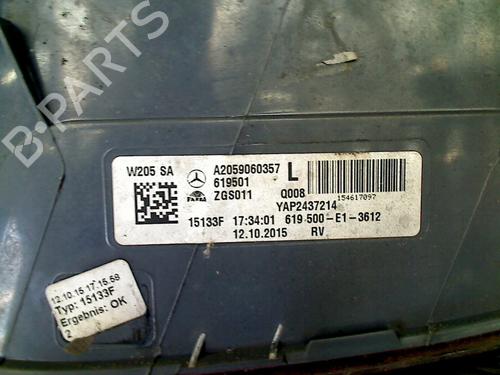 B-PARTS
W205 SA
A2059060357 L
619501
ZGS011 Q008
154617097
YAP2437214
15133F 17:34:01 619-500-E1-3612
12.10.2015 RV
12.10.15 17.15.58
Typ: 15133F
Ergebnis: OK
2